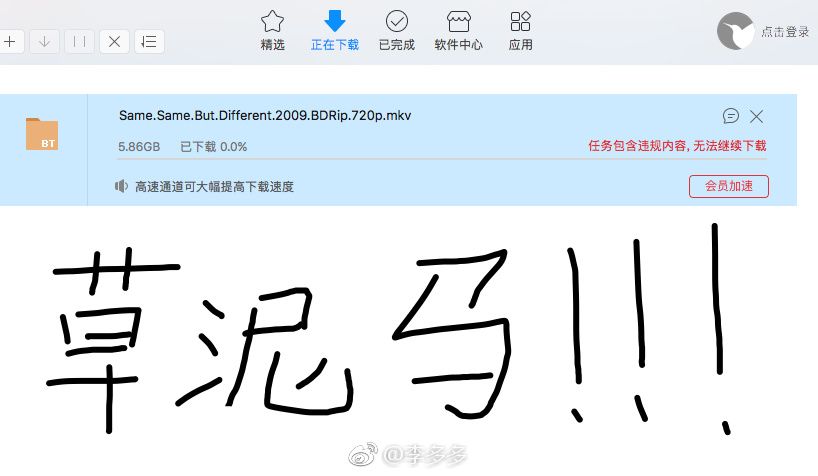 精选 正在下载 已完成 软件中心 应用 点击登录
Same.Same.But.Different.2009.BDRip.720p.mkv
BT
5.86GB 已下载 0.0% 任务包含违规内容, 无法继续下载
高速通道可大幅提高下载速度 会员加速
草泥马!!!
@李多多